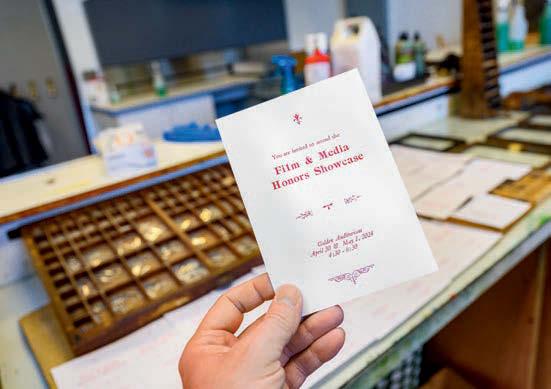 You are invited to attend the
Film & Media
Honors Showcase
Golden Auditorium
April 30 & May 1, 2024
4:30 - 6:30